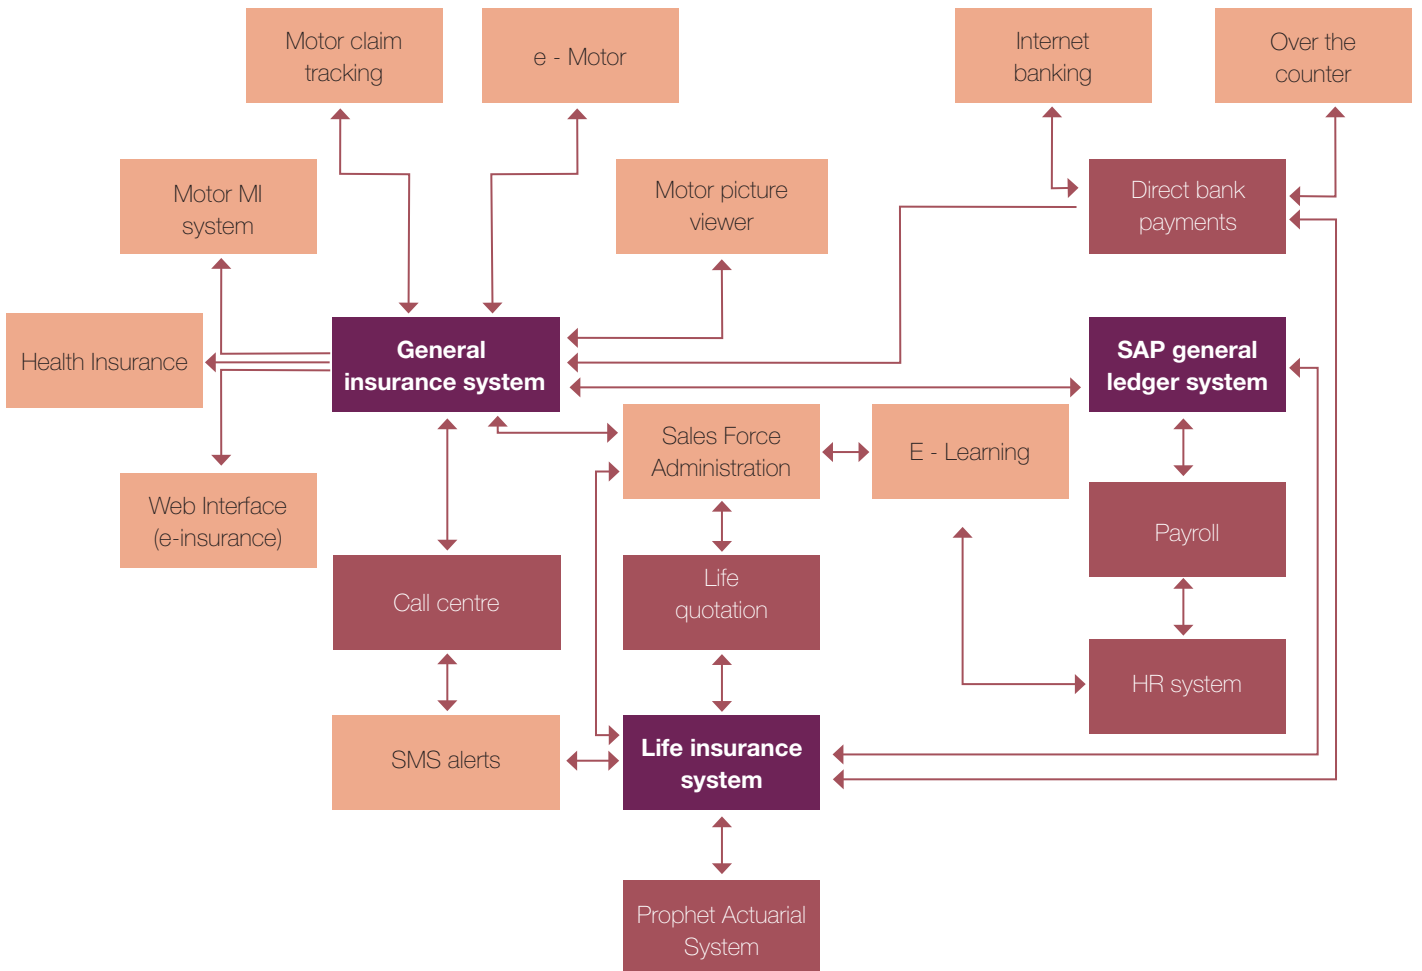 Motor claim
tracking
e - Motor
Internet
banking
Over the
counter
Motor MI
system
Motor picture
viewer
Direct bank
payments
Health Insurance
General
insurance system
SAP general
ledger system
Sales Force
Administration
E - Learning
Web Interface
(e-insurance)
Payroll
Call centre
Life
quotation
HR system
SMS alerts
Life insurance
system
Prophet Actuarial
System